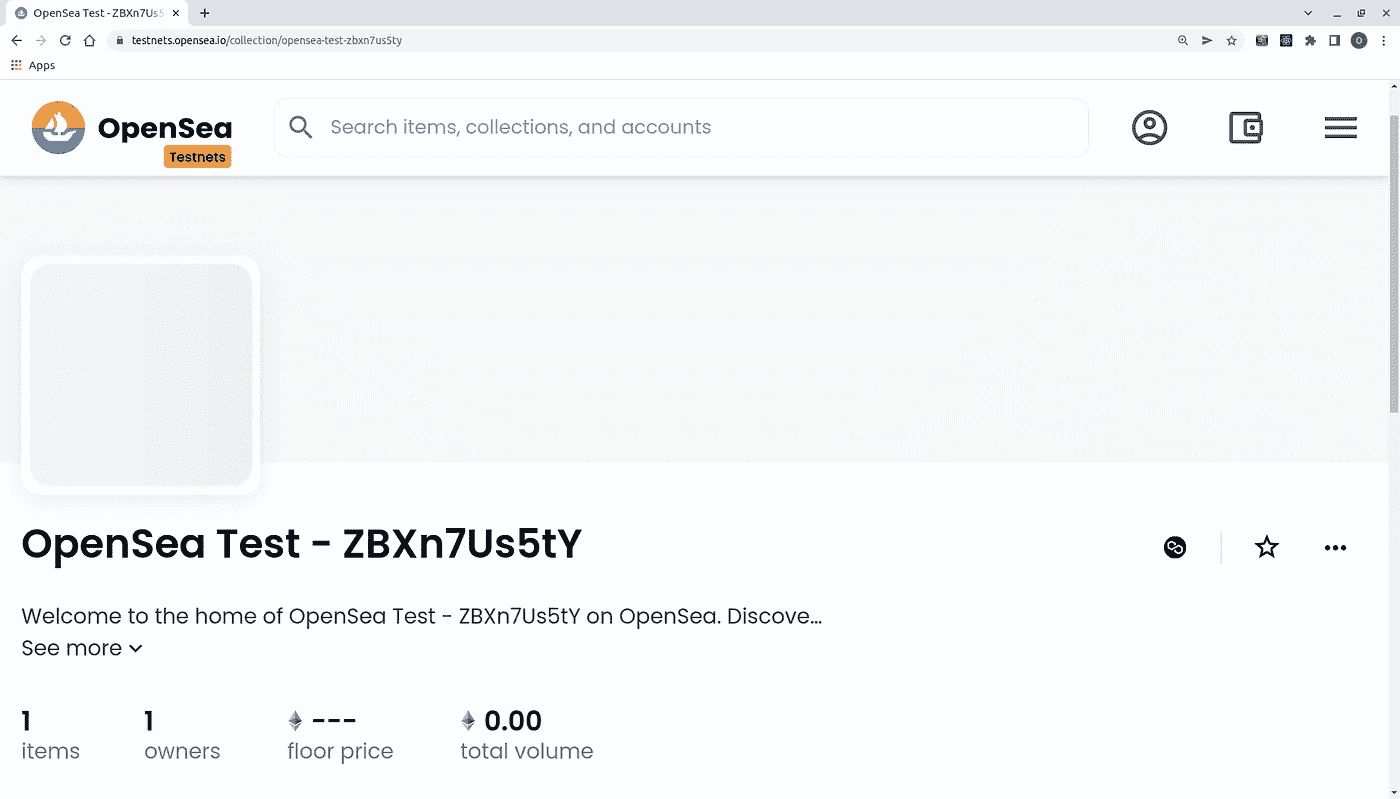 OpenSea Test - ZBXn7Us5
testnets.opensea.io/collection/opensea-test-zbxn7us5ty
O
Apps
OpenSea
Testnets
Search items, collections, and accounts
OpenSea Test - ZBXn7Us5tY
Welcome to the home of OpenSea Test - ZBXn7Us5tY on OpenSea. Discover...
See more
1 1 --- 0.00
items owners floor price total volume